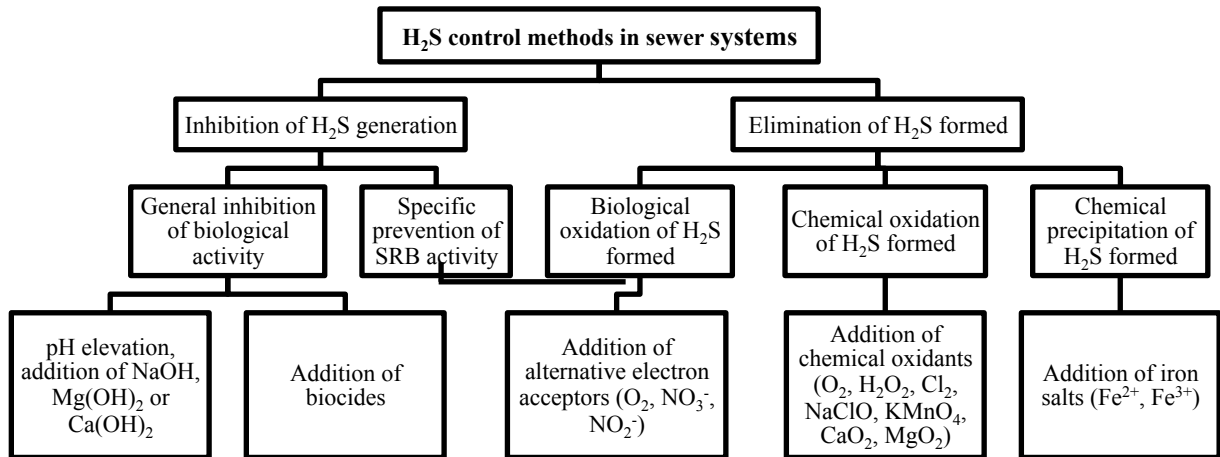 H₂S control methods in sewer systems
Inhibition of H₂S generation
Elimination of H₂S formed
General inhibition
of biological
activity
Specific
prevention of
SRB activity
Biological
oxidation of H₂S
formed
Chemical oxidation
of H₂S formed
Chemical
precipitation of
H₂S formed
pH elevation,
addition of NaOH,
Mg(OH)₂ or
Ca(OH)₂
Addition of
biocides
Addition of
alternative electron
acceptors (O₂, NO₃⁻,
NO₂⁻)
Addition of
chemical oxidants
(O₂, H₂O₂, Cl₂,
NaClO, KMnO₄,
CaO₂, MgO₂)
Addition of iron
salts (Fe²⁺, Fe³⁺)